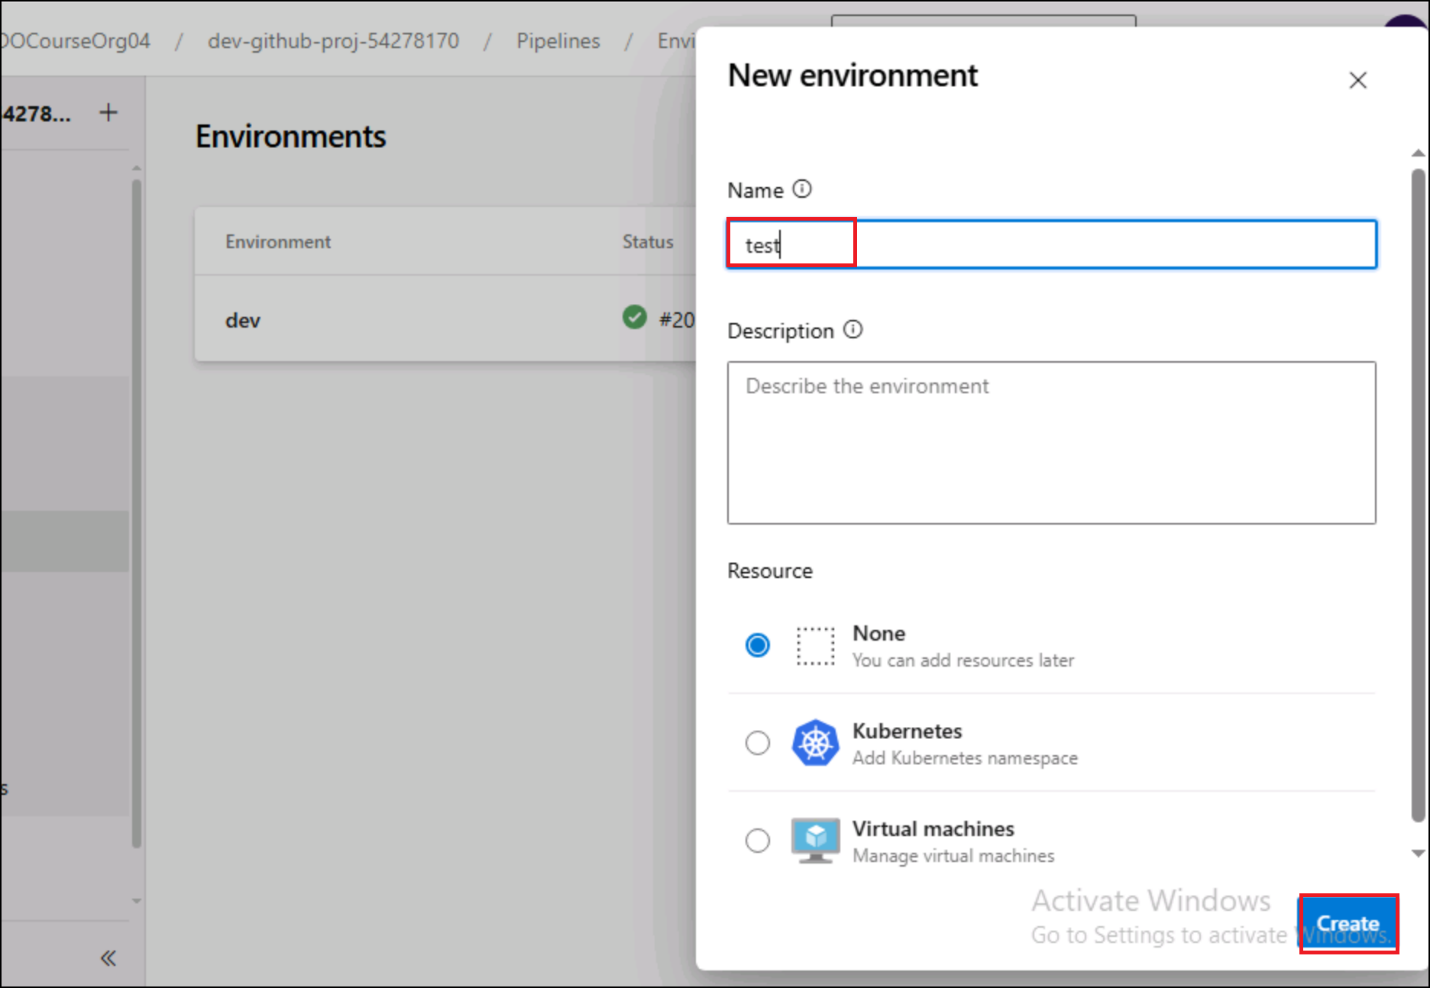 DOCourseOrg04 / dev-github-proj-54278170 / Pipelines / Envi
4278... +
Environments
Environment Status
dev #20
New environment
Name
test
Description
Describe the environment
Resource
None
You can add resources later
Kubernetes
Add Kubernetes namespace
Virtual machines
Manage virtual machines
s
Activate Windows
Go to Settings to activate Windows.
Create